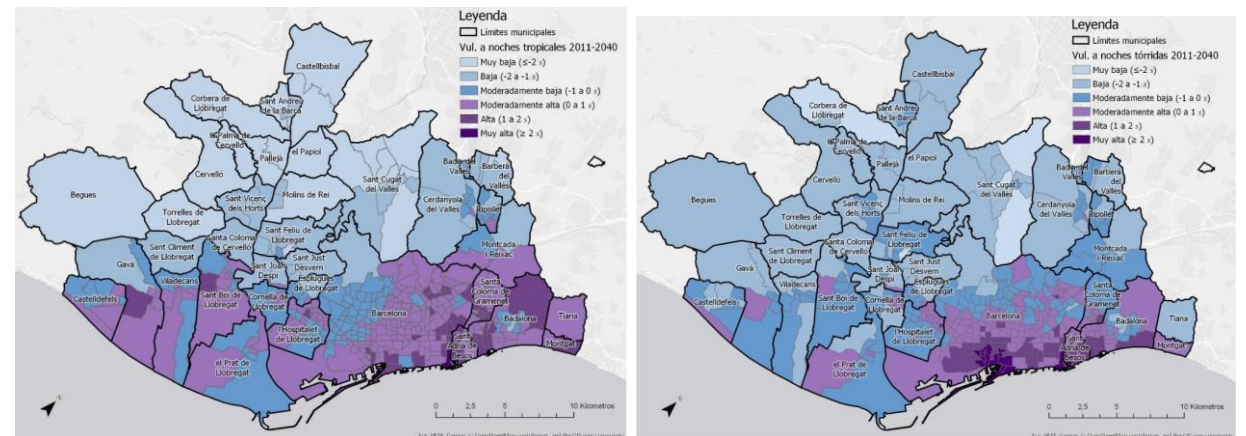 Leyenda
Límites municipales
Vul. a noches tropicales 2011-2040
Muy baja (≤-2 s)
Baja (-2 a -1 s)
Moderadamente baja (-1 a 0 s)
Moderadamente alta (0 a 1 s)
Alta (1 a 2 s)
Muy alta (≥ 2 s)
Castellbisbal
Corbera de
Llobregat
Sant Andreu
de la Barca
la Palma de
Cervelló
Pallejà
el Papiol
Begues
Cervelló
Sant Vicenç
dels Horts
Molins de Rei
Sant Cugat
del Vallès
Badia del
Vallès
Barberà
del
Vallès
Cerdanyola
del Vallès
Ripollet
Torrelles de
Llobregat
Sant Climent
de Llobregat
Santa Coloma
de Cervelló
Sant Feliu de
Llobregat
Montcada
i Reixac
Gavà
Viladecans
Sant Joan
Despí
Sant Just
Desvern
Esplugues
de Llobregat
Castelldefels
Sant Boi de
Llobregat
Cornellà de
Llobregat
l'Hospitalet
de Llobregat
Barcelona
Santa
Coloma de
Gramenet
Badalona
Tiana
Montgat
Sant
Adrià de
Besòs
el Prat de
Llobregat
0 2,5 5 10 Kilometros
Leyenda
Límites municipales
Vul. a noches tórridas 2011-2040
Muy baja (≤-2 s)
Baja (-2 a -1 s)
Moderadamente baja (-1 a 0 s)
Moderadamente alta (0 a 1 s)
Alta (1 a 2 s)
Muy alta (≥ 2 s)
Castellbisbal
Corbera de
Llobregat
Sant Andreu
de la Barca
la Palma de
Cervelló
Pallejà
el Papiol
Begues
Cervelló
Sant Vicenç
dels Horts
Molins de Rei
Sant Cugat
del Vallès
Badia del
Vallès
Barberà
del
Vallès
Cerdanyola
del Vallès
Ripollet
Torrelles de
Llobregat
Sant Climent
de Llobregat
Santa Coloma
de Cervelló
Sant Feliu de
Llobregat
Montcada
i Reixac
Gavà
Viladecans
Sant Joan
Despí
Sant Just
Desvern
Esplugues
de Llobregat
Castelldefels
Sant Boi de
Llobregat
Cornellà de
Llobregat
l'Hospitalet
de Llobregat
Barcelona
Santa
Coloma de
Gramenet
Badalona
Tiana
Montgat
Sant
Adrià de
Besòs
el Prat de
Llobregat
0 2,5 5 10 Kilometros